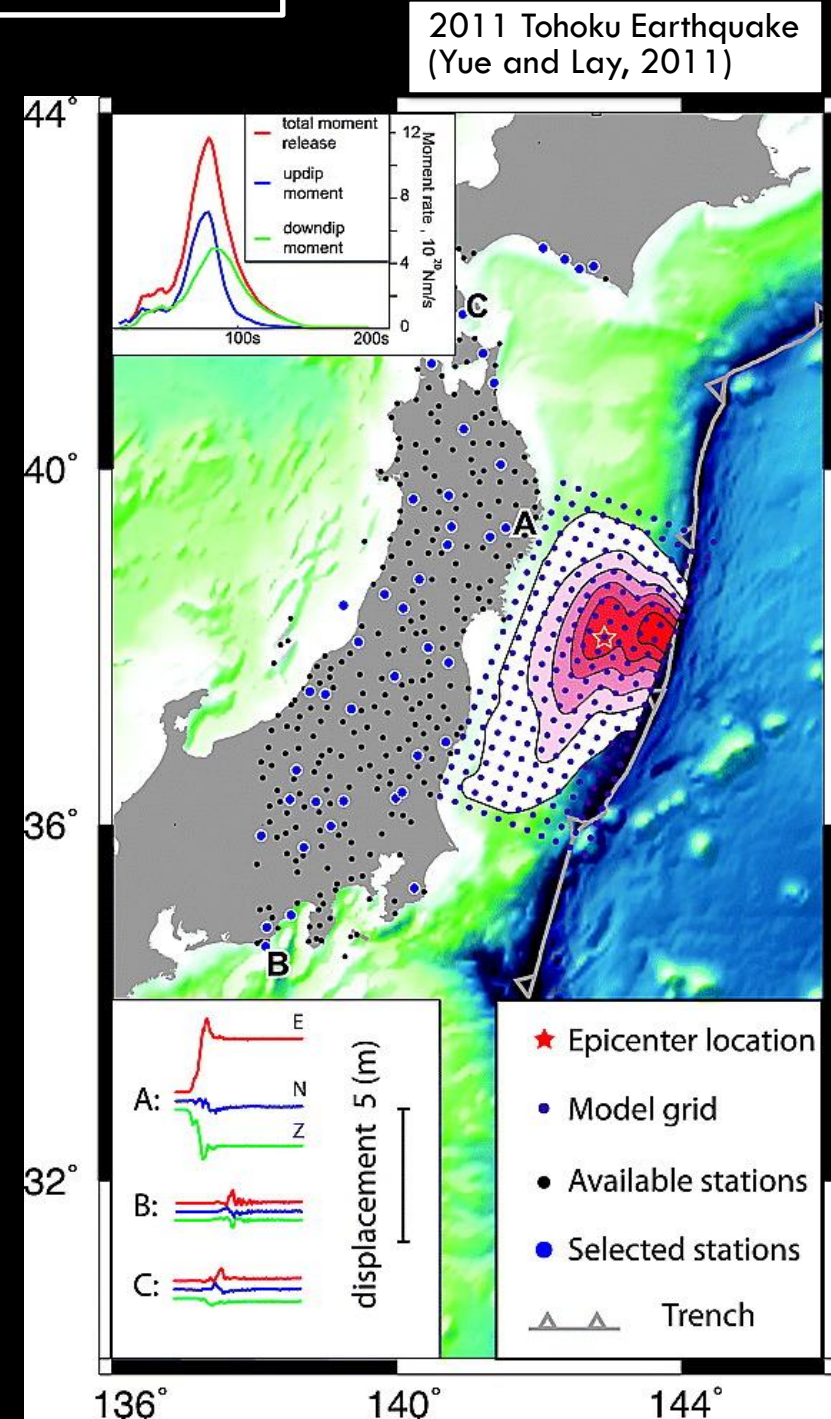 2011 Tohoku Earthquake
(Yue and Lay, 2011)
44°
total moment
release
updip
moment
downdip
moment
12
8
4
0
Moment rate , 10²⁰ Nm/s
100s
200s
C
40°
A
36°
B
E
A:
N
Z
B:
C:
displacement 5 (m)
Epicenter location
Model grid
Available stations
Selected stations
Trench
32°
136°
140°
144°